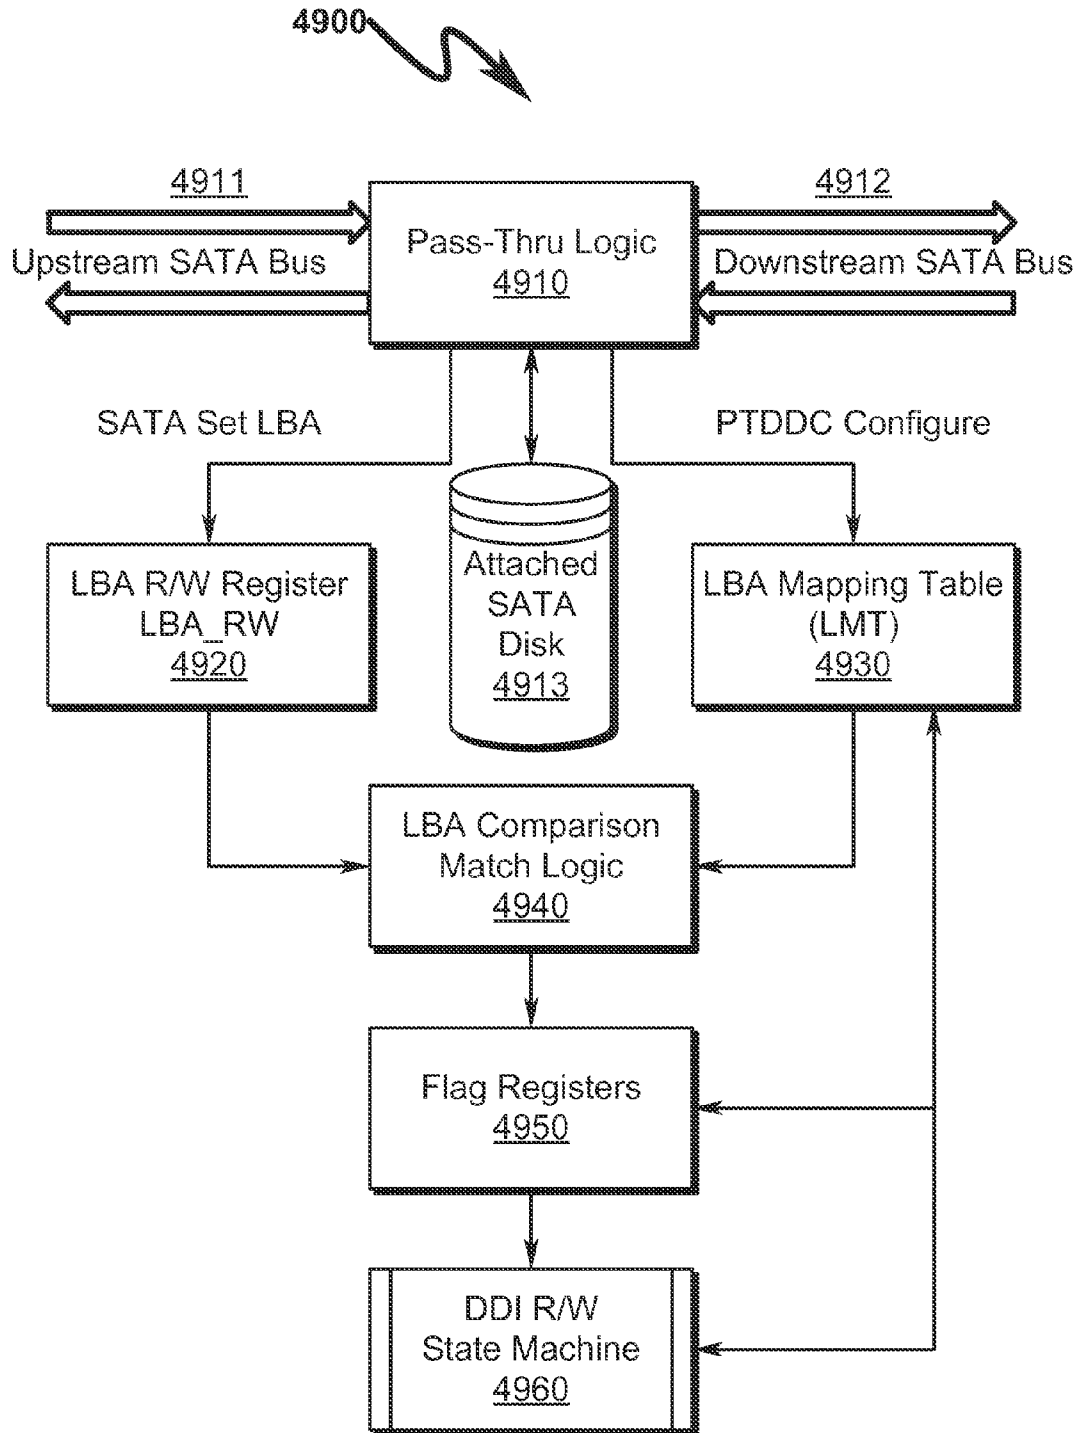 4900
4911
4912
Upstream SATA Bus
Pass-Thru Logic
4910
Downstream SATA Bus
SATA Set LBA
PTDDC Configure
LBA R/W Register
LBA_RW
4920
Attached
SATA
Disk
4913
LBA Mapping Table
(LMT)
4930
LBA Comparison
Match Logic
4940
Flag Registers
4950
DDI R/W
State Machine
4960